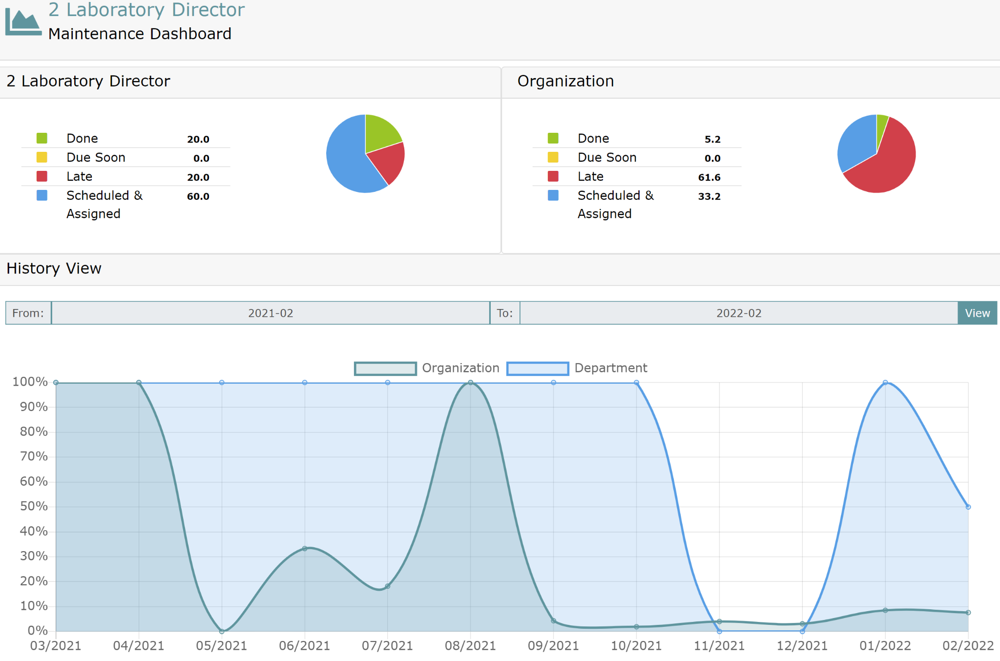 2 Laboratory Director
Maintenance Dashboard
2 Laboratory Director
Done 20.0
Due Soon 0.0
Late 20.0
Scheduled & 60.0
Assigned
Organization
Done 5.2
Due Soon 0.0
Late 61.6
Scheduled & 33.2
Assigned
History View
From: 2021-02 To: 2022-02 View
Organization Department
100%
90%
80%
70%
60%
50%
40%
30%
20%
10%
0%
03/2021 04/2021 05/2021 06/2021 07/2021 08/2021 09/2021 10/2021 11/2021 12/2021 01/2022 02/2022